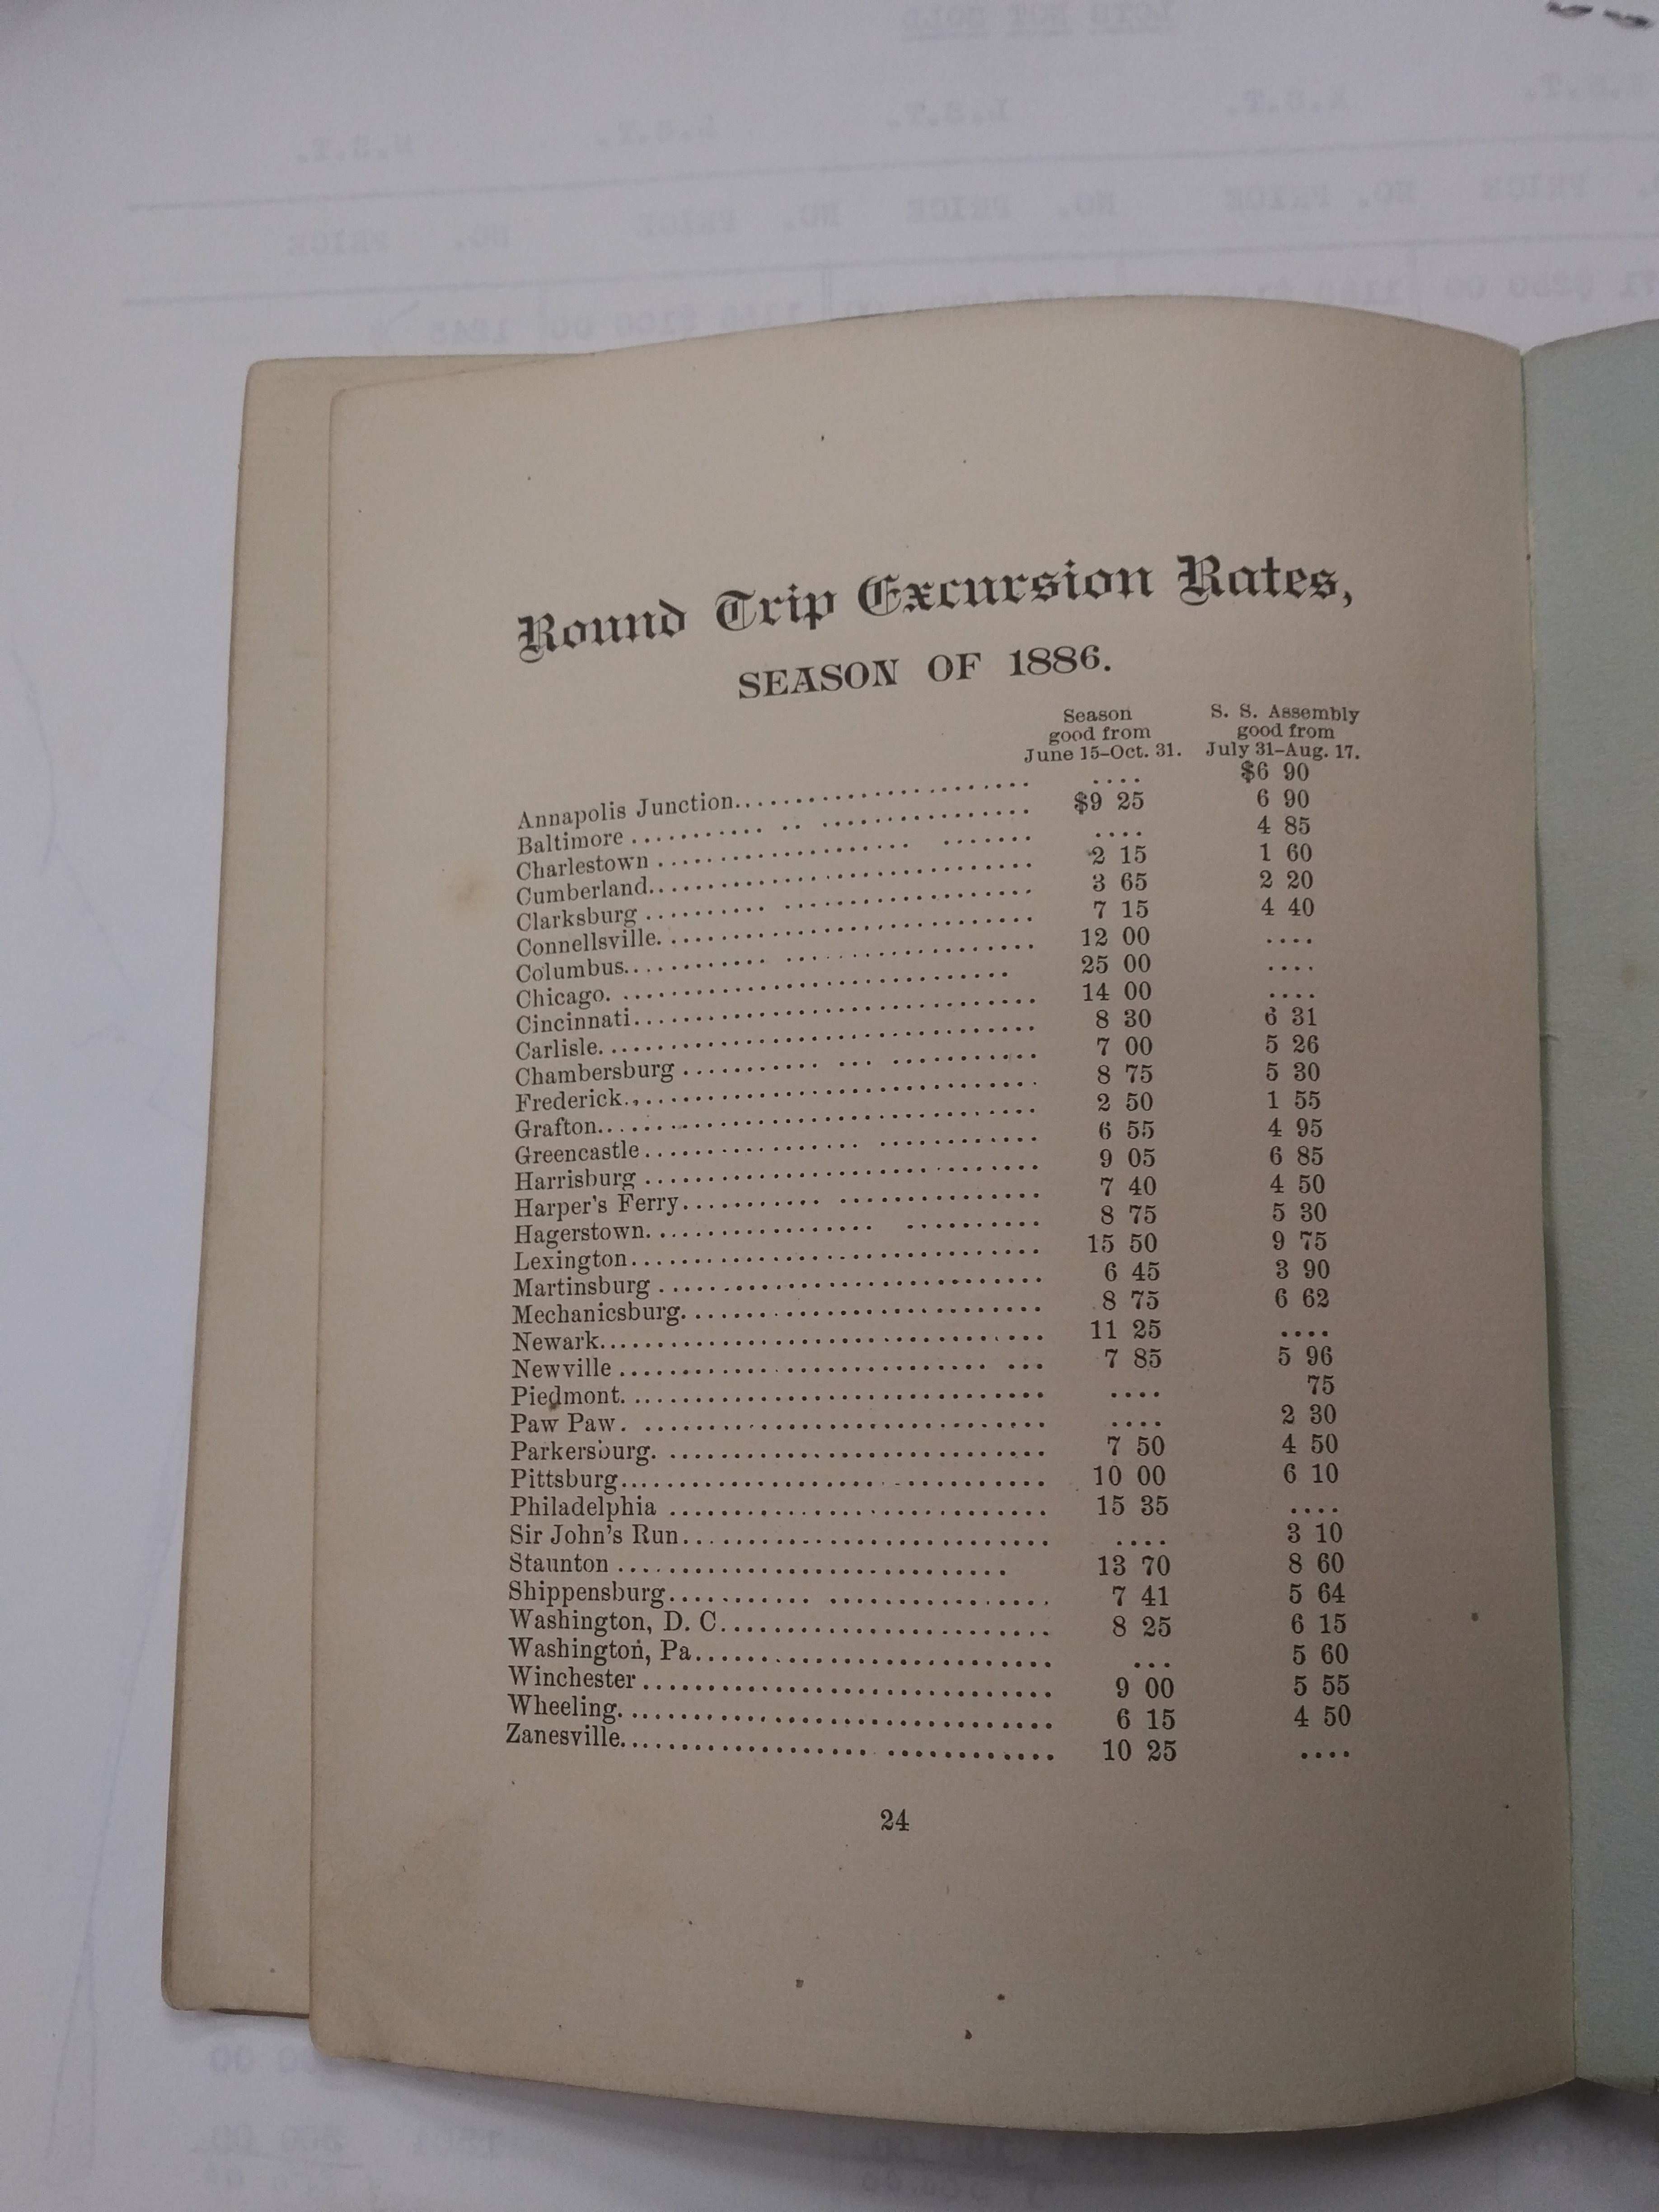 Round Trip Excursion Rates,
SEASON OF 1886.
Season good from June 15–Oct. 31.
S. S. Assembly good from July 31–Aug. 17.
Annapolis Junction .... $6 90
Baltimore $9 25 6 90
Charlestown .... 4 85
Cumberland 2 15 1 60
Clarksburg 3 65 2 20
Connellsville 7 15 4 40
Columbus 12 00 ....
Chicago 25 00 ....
Cincinnati 14 00 ....
Carlisle 8 30 6 31
Chambersburg 7 00 5 26
Frederick 8 75 5 30
Grafton 2 50 1 55
Greencastle 6 55 4 95
Harrisburg 9 05 6 85
Harper's Ferry 7 40 4 50
Hagerstown 8 75 5 30
Lexington 15 50 9 75
Martinsburg 6 45 3 90
Mechanicsburg 8 75 6 62
Newark 11 25 ....
Newville 7 85 5 96
Piedmont .... 75
Paw Paw .... 2 30
Parkersburg 7 50 4 50
Pittsburg 10 00 6 10
Philadelphia 15 35 ....
Sir John's Run .... 3 10
Staunton 13 70 8 60
Shippensburg 7 41 5 64
Washington, D. C. 8 25 6 15
Washington, Pa ... 5 60
Winchester 9 00 5 55
Wheeling 6 15 4 50
Zanesville 10 25 ....
24